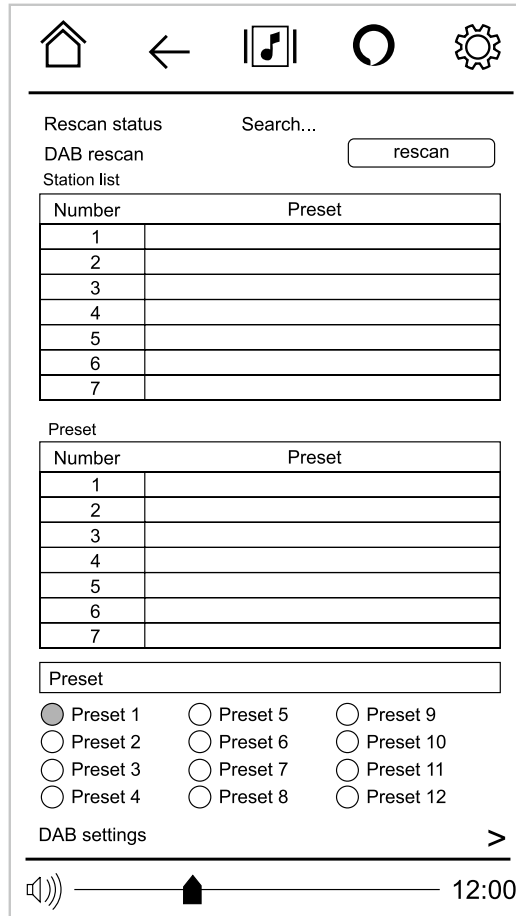 Rescan status Search...
DAB rescan rescan
Station list
Number Preset
1
2
3
4
5
6
7
Preset
Number Preset
1
2
3
4
5
6
7
Preset
Preset 1 Preset 5 Preset 9
Preset 2 Preset 6 Preset 10
Preset 3 Preset 7 Preset 11
Preset 4 Preset 8 Preset 12
DAB settings >
12:00